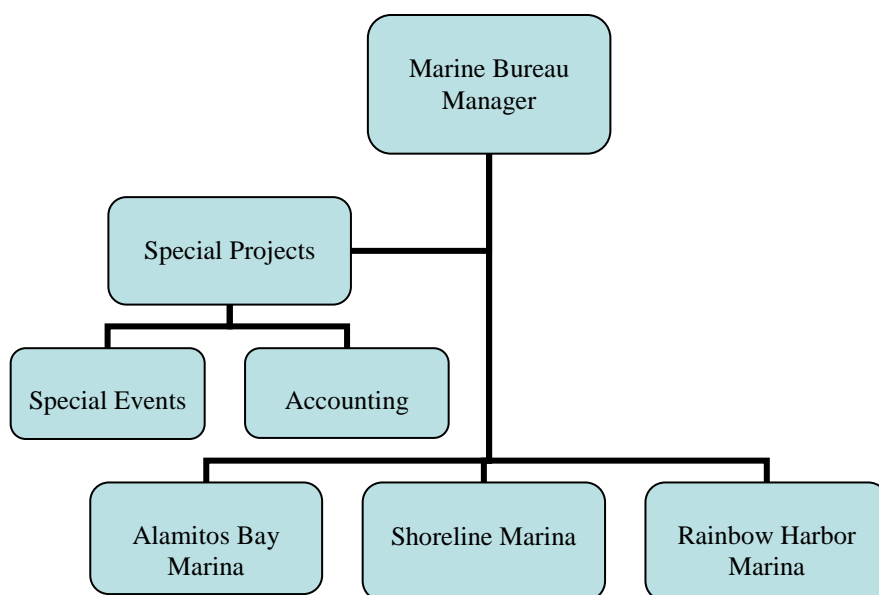 Marine Bureau
Manager
Special Projects
Special Events
Accounting
Alamitos Bay
Marina
Shoreline Marina
Rainbow Harbor
Marina